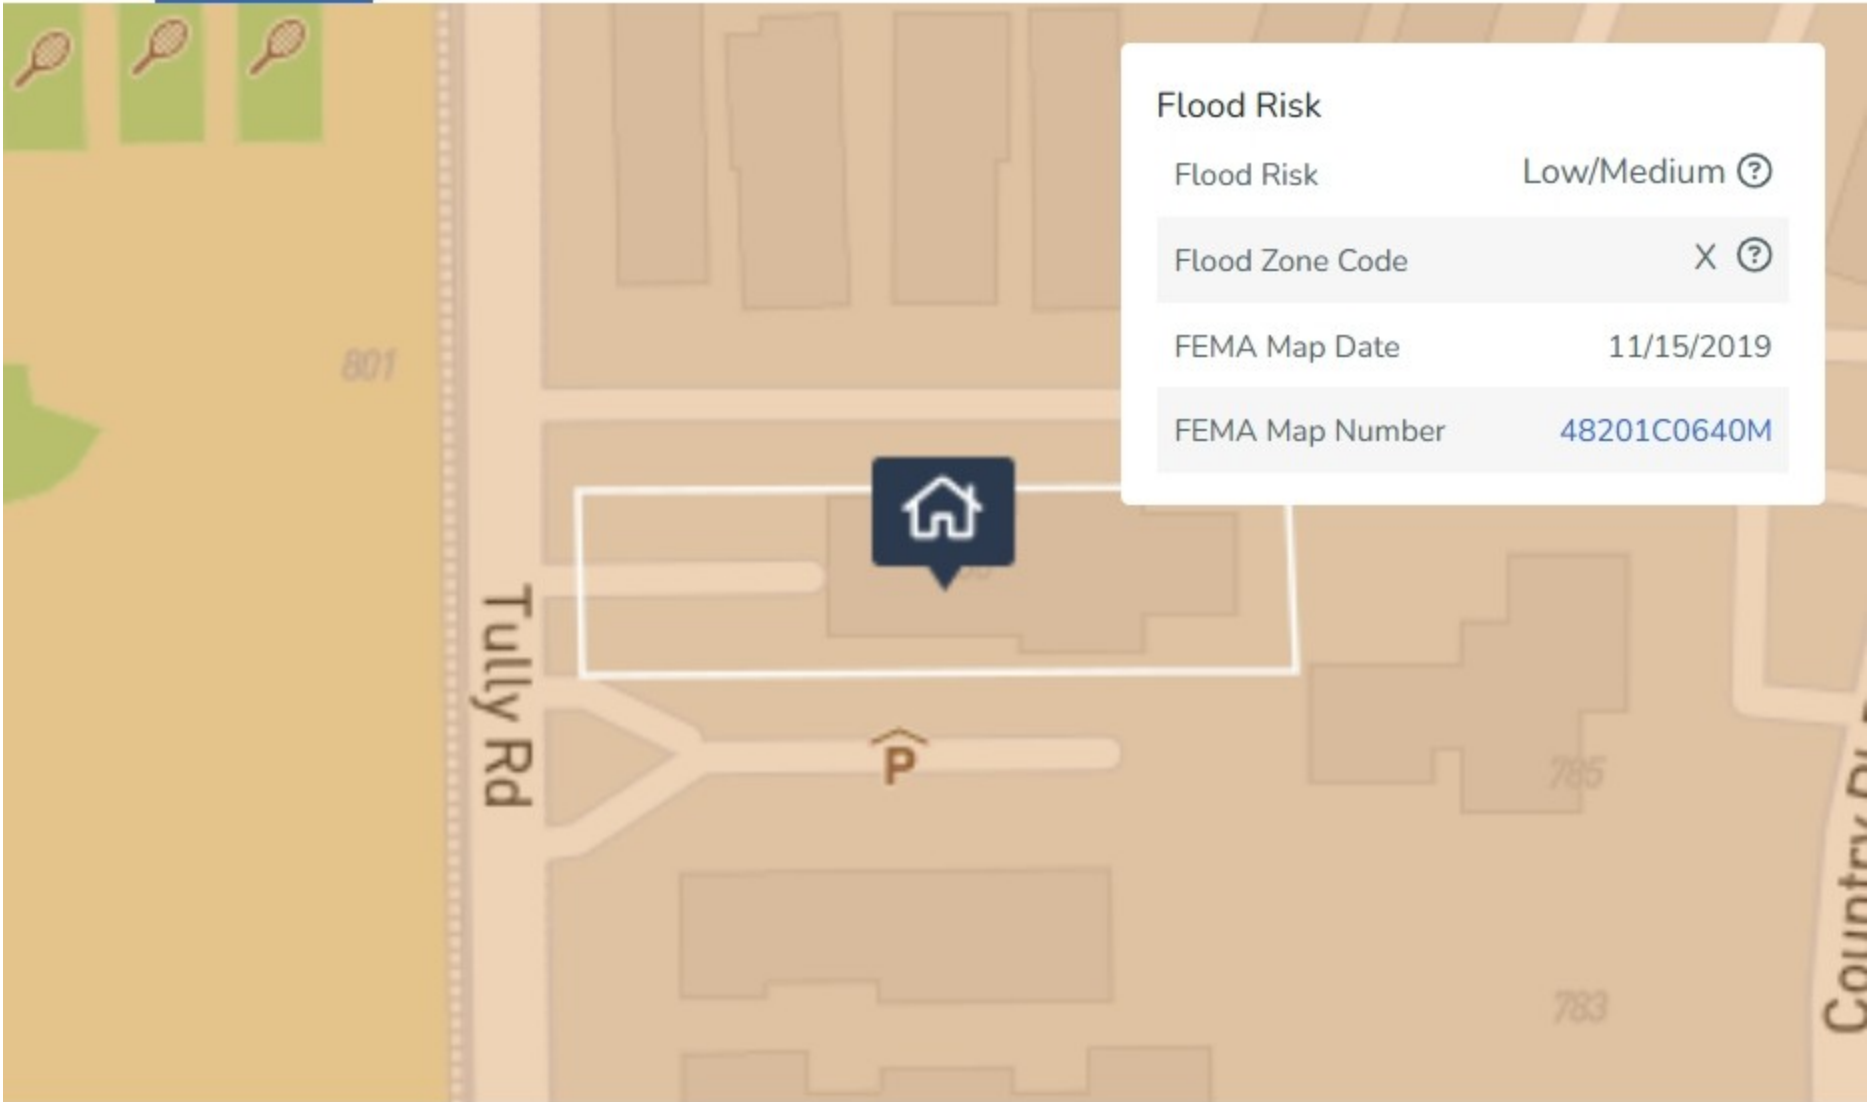 Flood Risk
Flood Risk Low/Medium ?
Flood Zone Code X ?
FEMA Map Date 11/15/2019
FEMA Map Number 48201C0640M
801
Tully Rd
P
785
783
Country